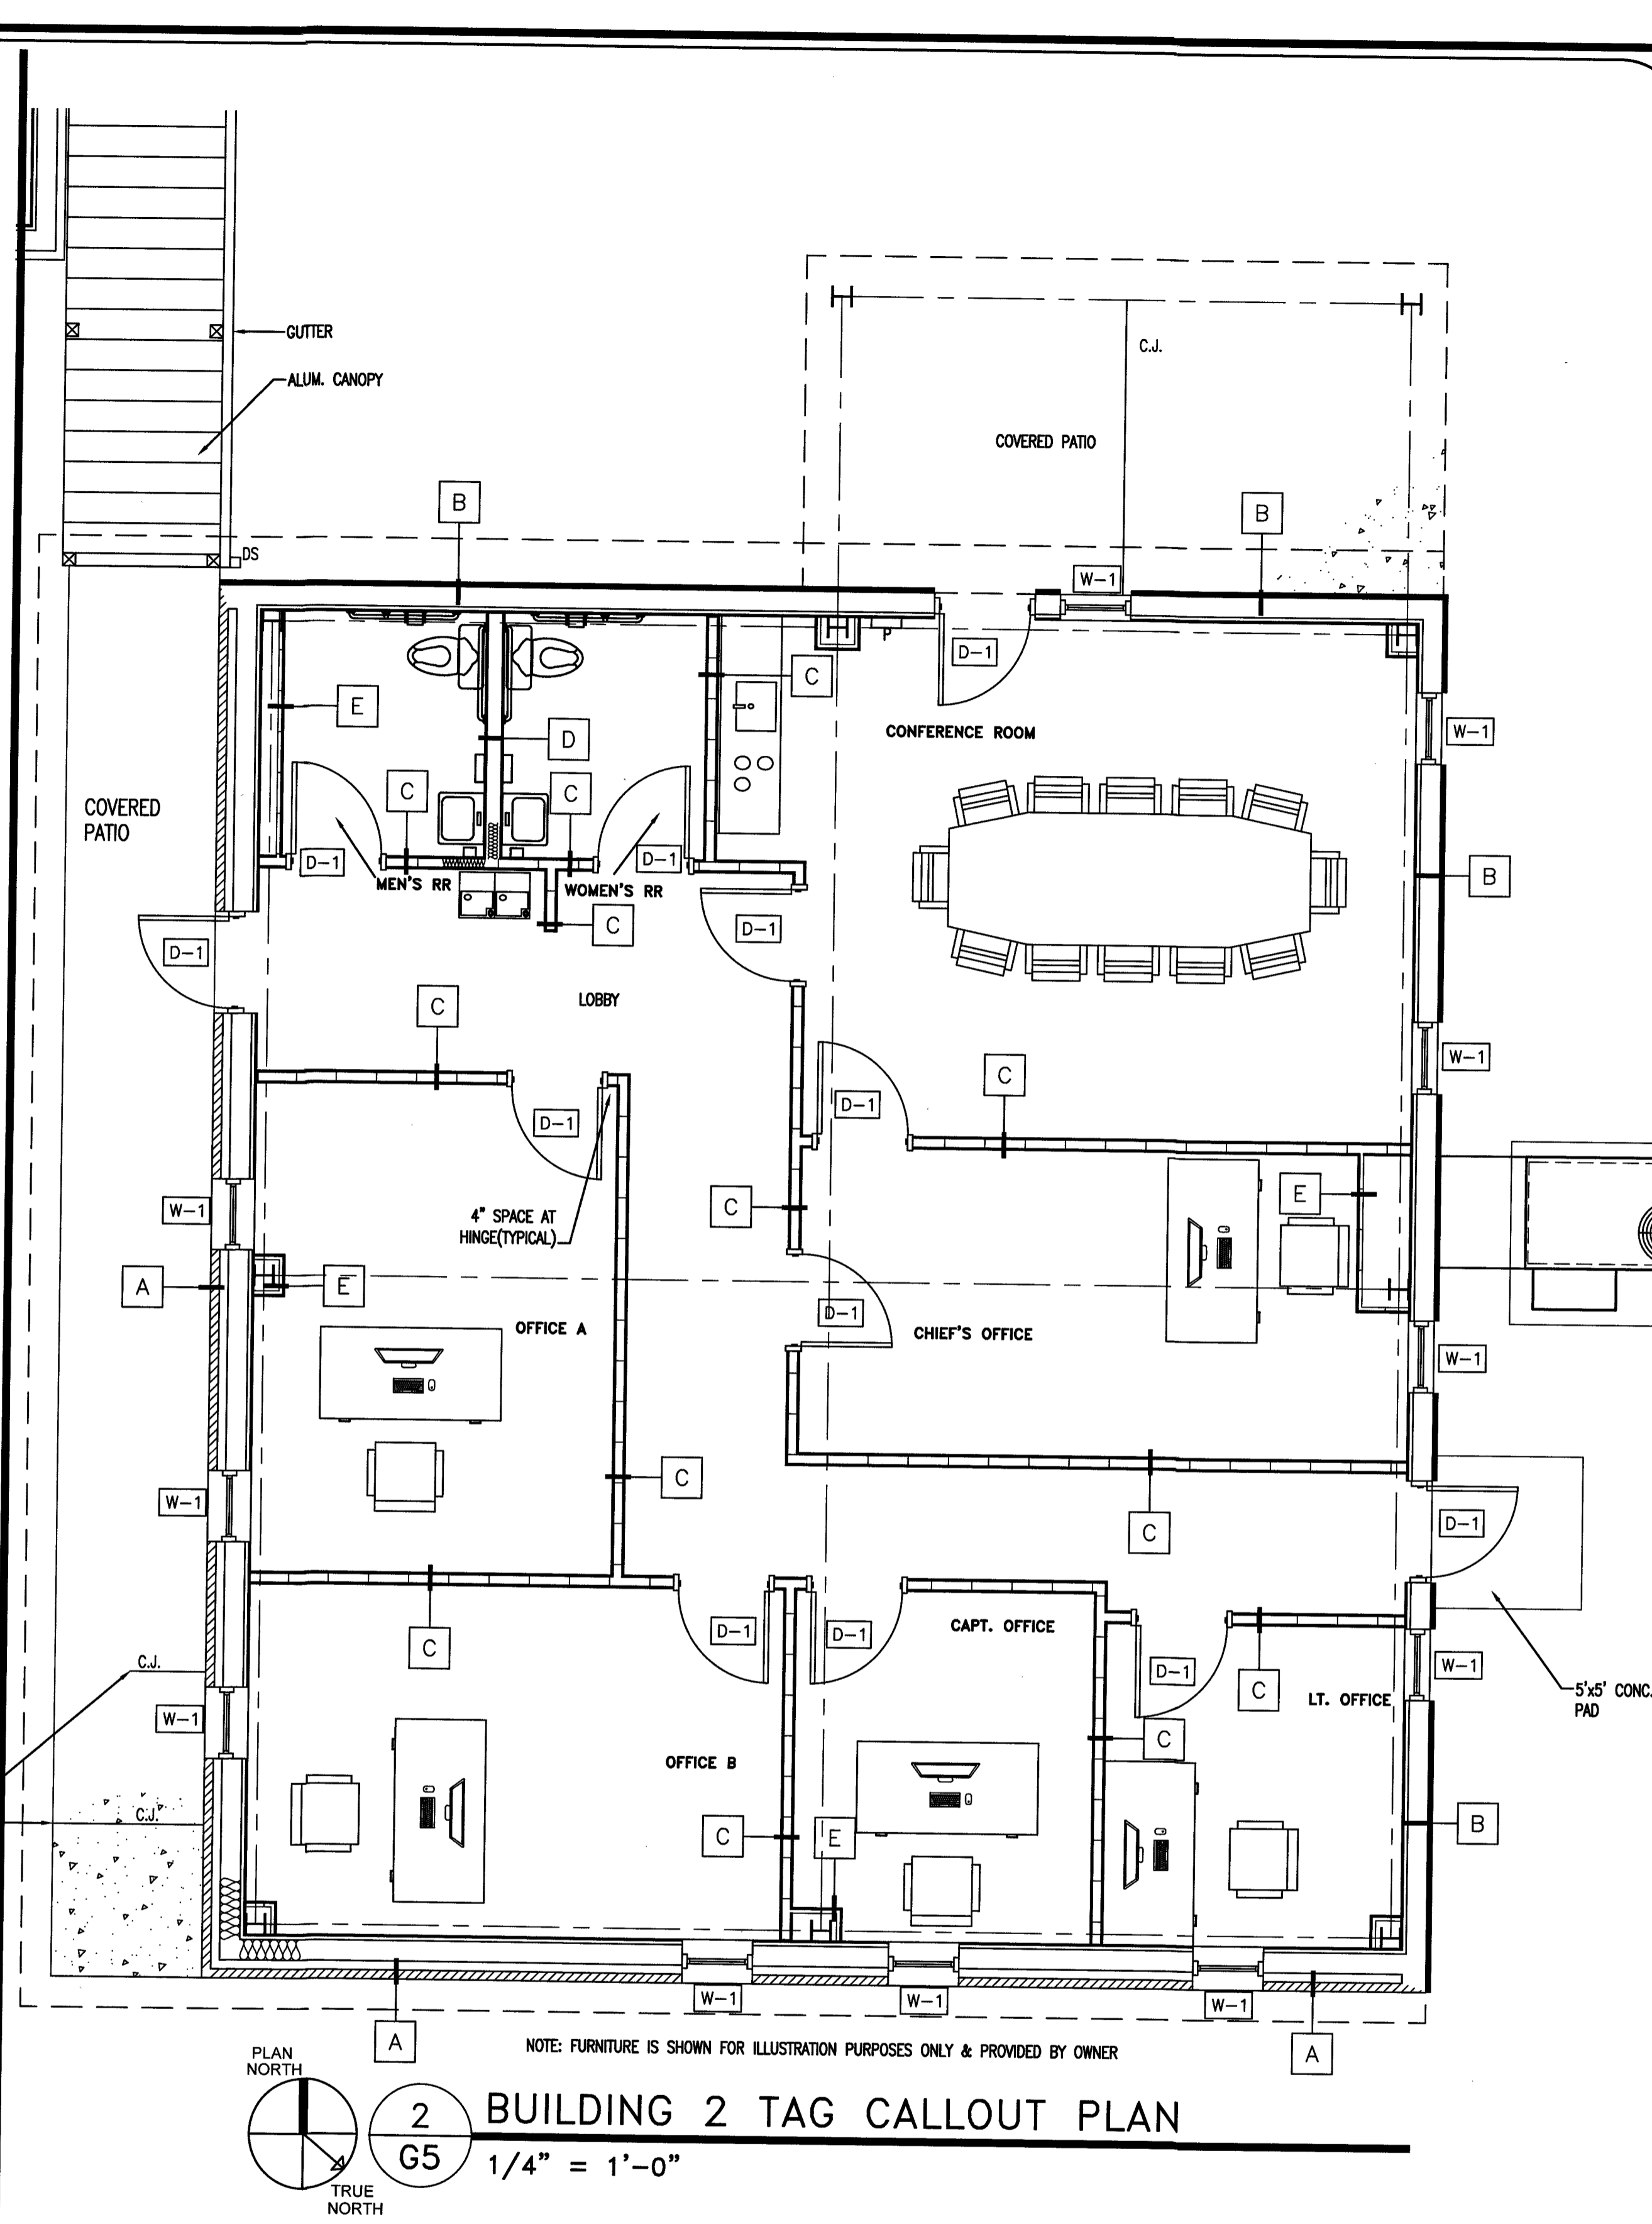 GUTTER
ALUM. CANOPY
C.J.
COVERED PATIO
B
B
DS
W-1
P
D-1
C
E
CONFERENCE ROOM
W-1
D
C
C
COVERED
PATIO
D-1
D-1
MEN'S RR
WOMEN'S RR
B
C
D-1
D-1
LOBBY
C
W-1
C
D-1
D-1
4" SPACE AT
HINGE(TYPICAL)
W-1
C
E
A
E
D-1
OFFICE A
CHIEF'S OFFICE
W-1
C
W-1
C
D-1
C
D-1
D-1
CAPT. OFFICE
C.J.
W-1
D-1
C
LT. OFFICE
5'x5' CONC.
PAD
W-1
C
OFFICE B
C.J.
C
E
B
W-1
W-1
W-1
A
A
NOTE: FURNITURE IS SHOWN FOR ILLUSTRATION PURPOSES ONLY & PROVIDED BY OWNER
PLAN
NORTH
2
G5
BUILDING 2 TAG CALLOUT PLAN
1/4" = 1'-0"
TRUE
NORTH